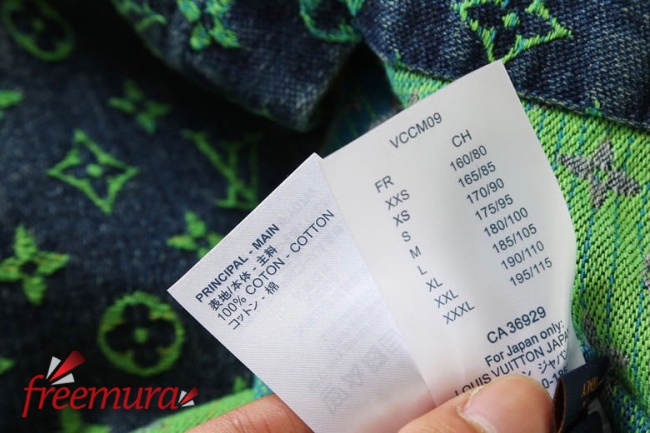 VCCM09
FR CH
XXS 160/80
XS 165/85
S 170/90
M 175/95
L 180/100
XL 185/105
XXL 190/110
XXXL 195/115
CA 36929
For Japan only:
LOUIS VUITTON JAPA
PRINCIPAL - MAIN
表地/本体 - 主料
100% COTON - COTTON
コットン - 棉
freemura